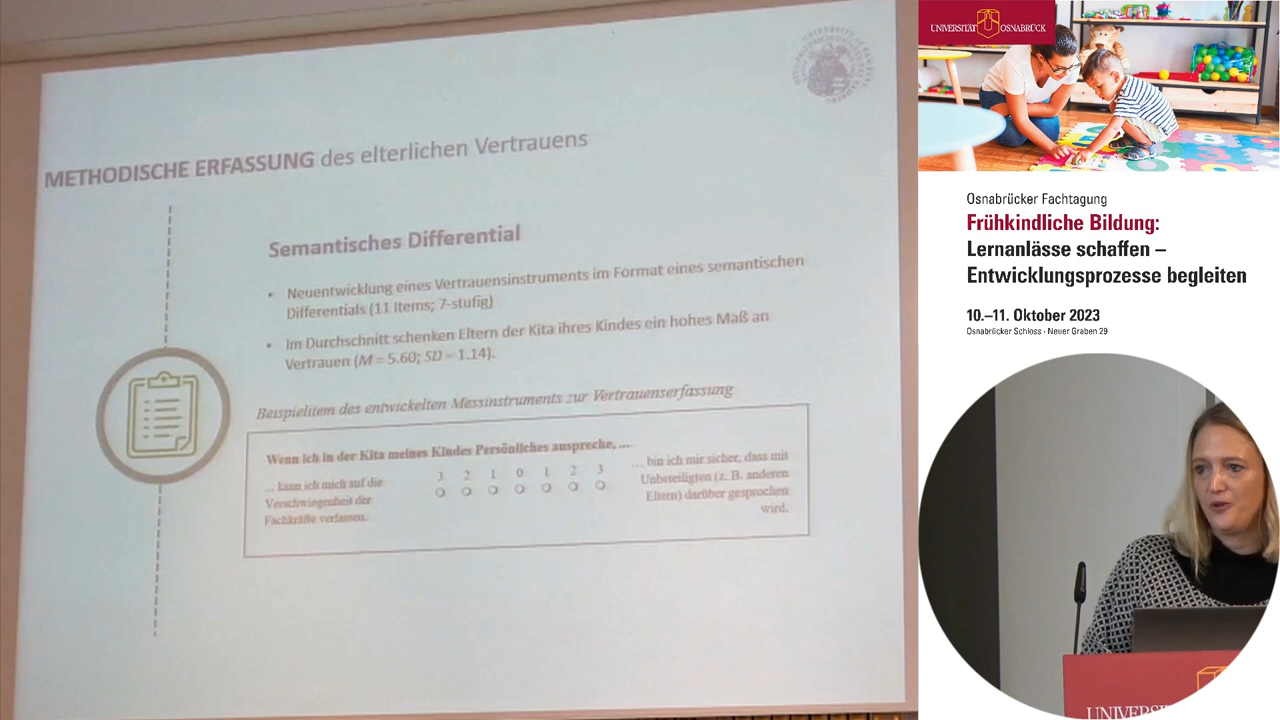 METHODISCHE ERFASSUNG des elterlichen Vertrauens
Semantisches Differential
• Neuentwicklung eines Vertrauensinstruments im Format eines semantischen
Differentials (11 Items; 7-stufig)
• Im Durchschnitt schenken Eltern der Kita ihres Kindes ein hohes Maß an
Vertrauen (M = 5.60; SD = 1.14).
Beispielitem des entwickelten Messinstruments zur Vertrauenserfassung
Wenn ich in der Kita meines Kindes Persönliches anspreche, ...
... kann ich mich auf die
Verschwiegenheit der
Fachkräfte verlassen.
3 2 1 0 1 2 3
... bin ich mir sicher, dass mit
Unbeteiligten (z. B. anderen
Eltern) darüber gesprochen
wird.
UNIVERSITÄT OSNABRÜCK
Osnabrücker Fachtagung
Frühkindliche Bildung:
Lernanlässe schaffen –
Entwicklungsprozesse begleiten
10.–11. Oktober 2023
Osnabrücker Schloss · Neuer Graben 29
UNIVERSI